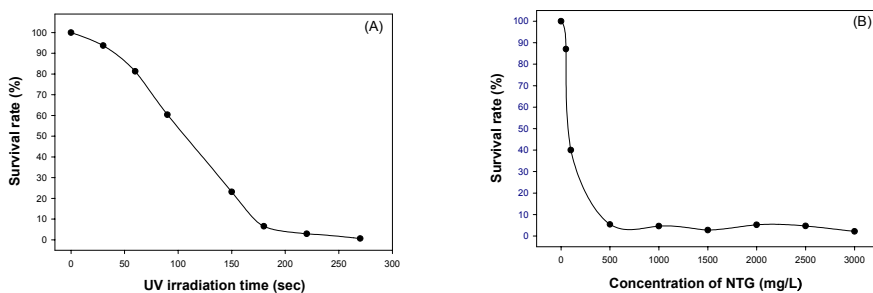 (A)
Survival rate (%)
100
90
80
70
60
50
40
30
20
10
0
0 50 100 150 200 250 300
UV irradiation time (sec)
(B)
Survival rate (%)
100
90
80
70
60
50
40
30
20
10
0
0 500 1000 1500 2000 2500 3000
Concentration of NTG (mg/L)